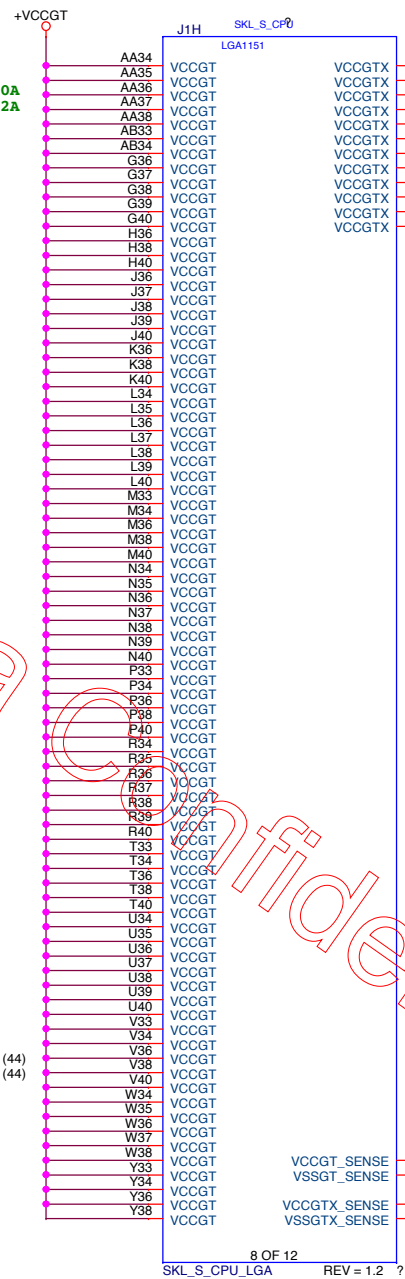 +VCCGT
J1H SKL_S_CPU ?
LGA1151
AA34 VCCGT VCCGTX
AA35 VCCGT VCCGTX
0A AA36 VCCGT VCCGTX
2A AA37 VCCGT VCCGTX
AA38 VCCGT VCCGTX
AB33 VCCGT VCCGTX
AB34 VCCGT VCCGTX
G36 VCCGT VCCGTX
G37 VCCGT VCCGTX
G38 VCCGT VCCGTX
G39 VCCGT VCCGTX
G40 VCCGT VCCGTX
H36 VCCGT
H38 VCCGT
H40 VCCGT
J36 VCCGT
J37 VCCGT
J38 VCCGT
J39 VCCGT
J40 VCCGT
K36 VCCGT
K38 VCCGT
K40 VCCGT
L34 VCCGT
L35 VCCGT
L36 VCCGT
L37 VCCGT
L38 VCCGT
L39 VCCGT
L40 VCCGT
M33 VCCGT
M34 VCCGT
M36 VCCGT
M38 VCCGT
M40 VCCGT
N34 VCCGT
N35 VCCGT
N36 VCCGT
N37 VCCGT
N38 VCCGT
N39 VCCGT
N40 VCCGT
P33 VCCGT
P34 VCCGT
P36 VCCGT
P38 VCCGT
P40 VCCGT
R34 VCCGT
R35 VCCGT
R36 VCCGT
R37 VCCGT
R38 VCCGT
R39 VCCGT
R40 VCCGT
T33 VCCGT
T34 VCCGT
T36 VCCGT
T38 VCCGT
T40 VCCGT
U34 VCCGT
U35 VCCGT
U36 VCCGT
U37 VCCGT
U38 VCCGT
U39 VCCGT
U40 VCCGT
V33 VCCGT
V34 VCCGT
(44) V36 VCCGT
(44) V38 VCCGT
V40 VCCGT
W34 VCCGT
W35 VCCGT
W36 VCCGT
W37 VCCGT
W38 VCCGT VCCGT_SENSE
Y33 VCCGT VSSGT_SENSE
Y34 VCCGT
Y36 VCCGT VCCGTX_SENSE
Y38 VCCGT VSSGTX_SENSE
8 OF 12
SKL_S_CPU_LGA REV = 1.2 ?
a Confide